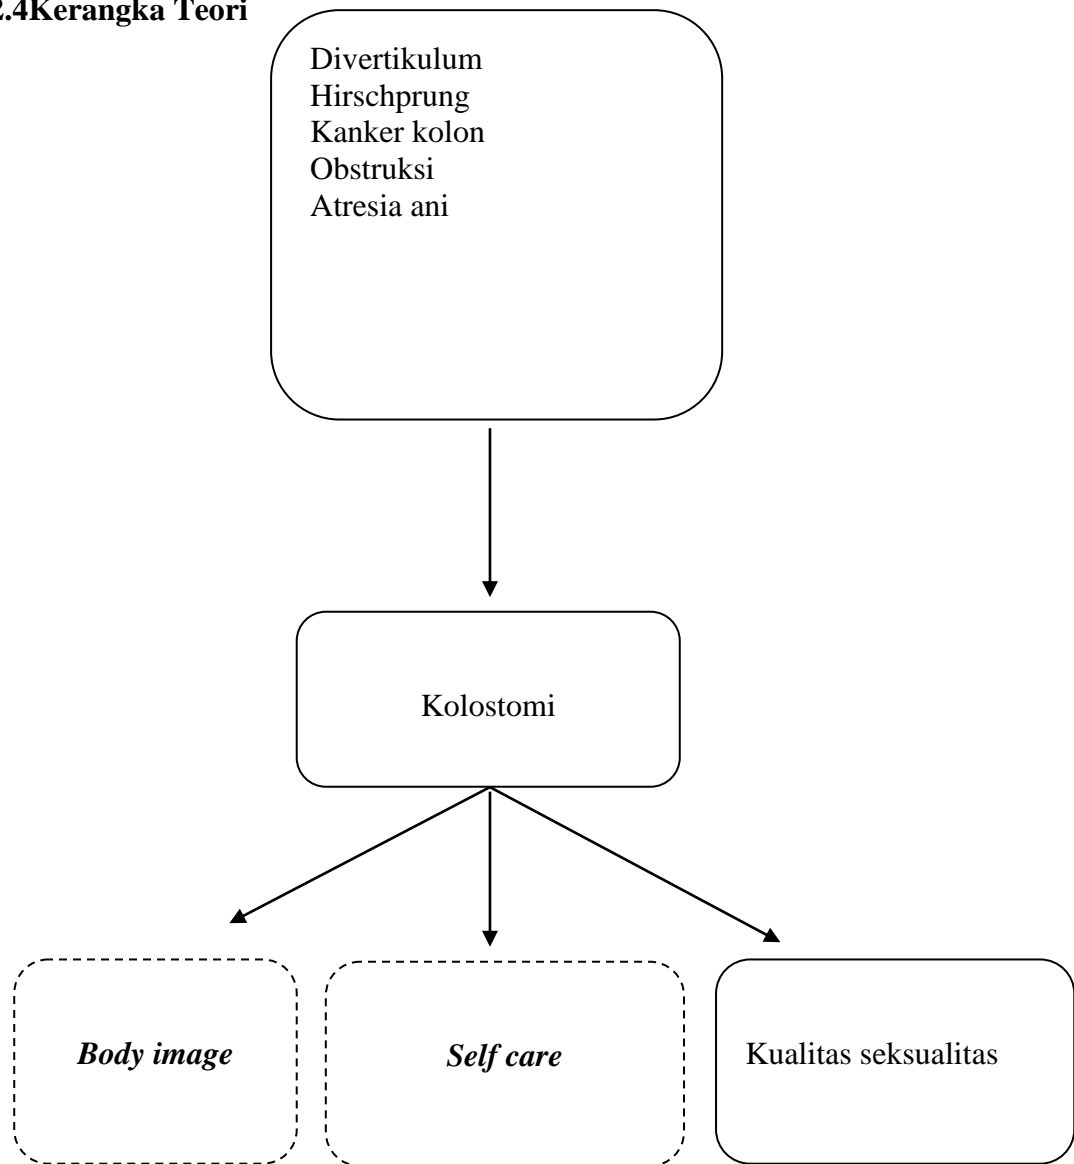 2.4Kerangka Teori
Divertikulum
Hirschprung
Kanker kolon
Obstruksi
Atresia ani
Kolostomi
Body image
Self care
Kualitas seksualitas